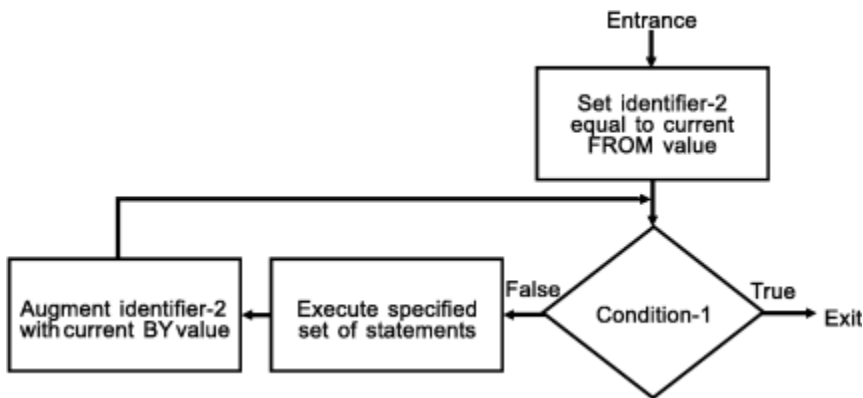 Entrance
Set identifier-2
equal to current
FROM value
False
True
Augment identifier-2
with current BY value
Execute specified
set of statements
Condition-1
Exit